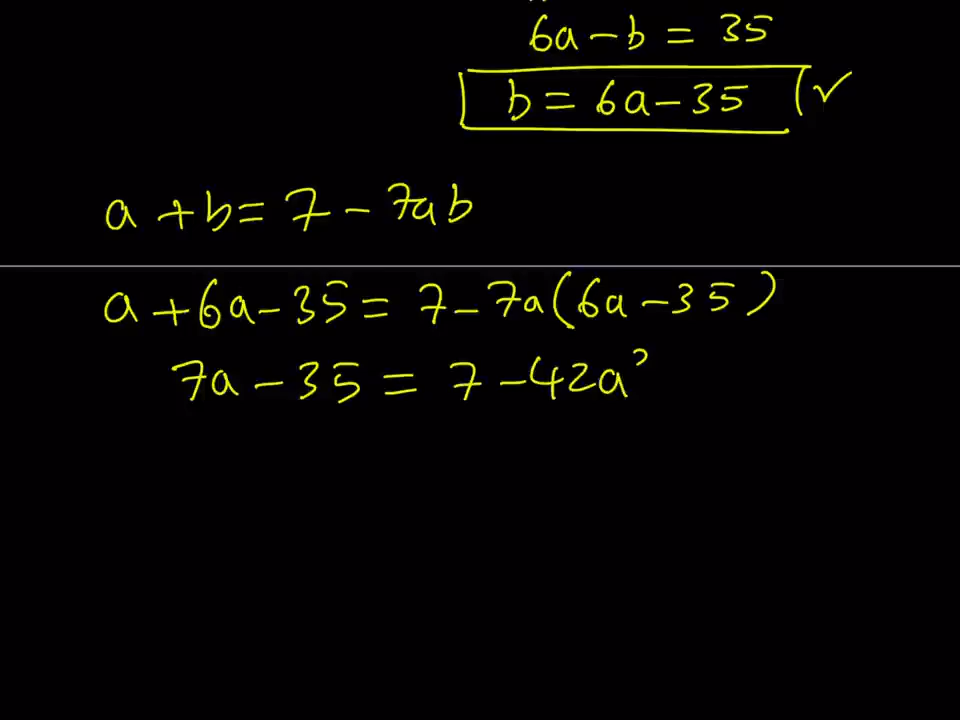 6a - b = 35
b = 6a - 35 ✓
a + b = 7 - 7ab
a + 6a - 35 = 7 - 7a(6a - 35)
7a - 35 = 7 - 42a²